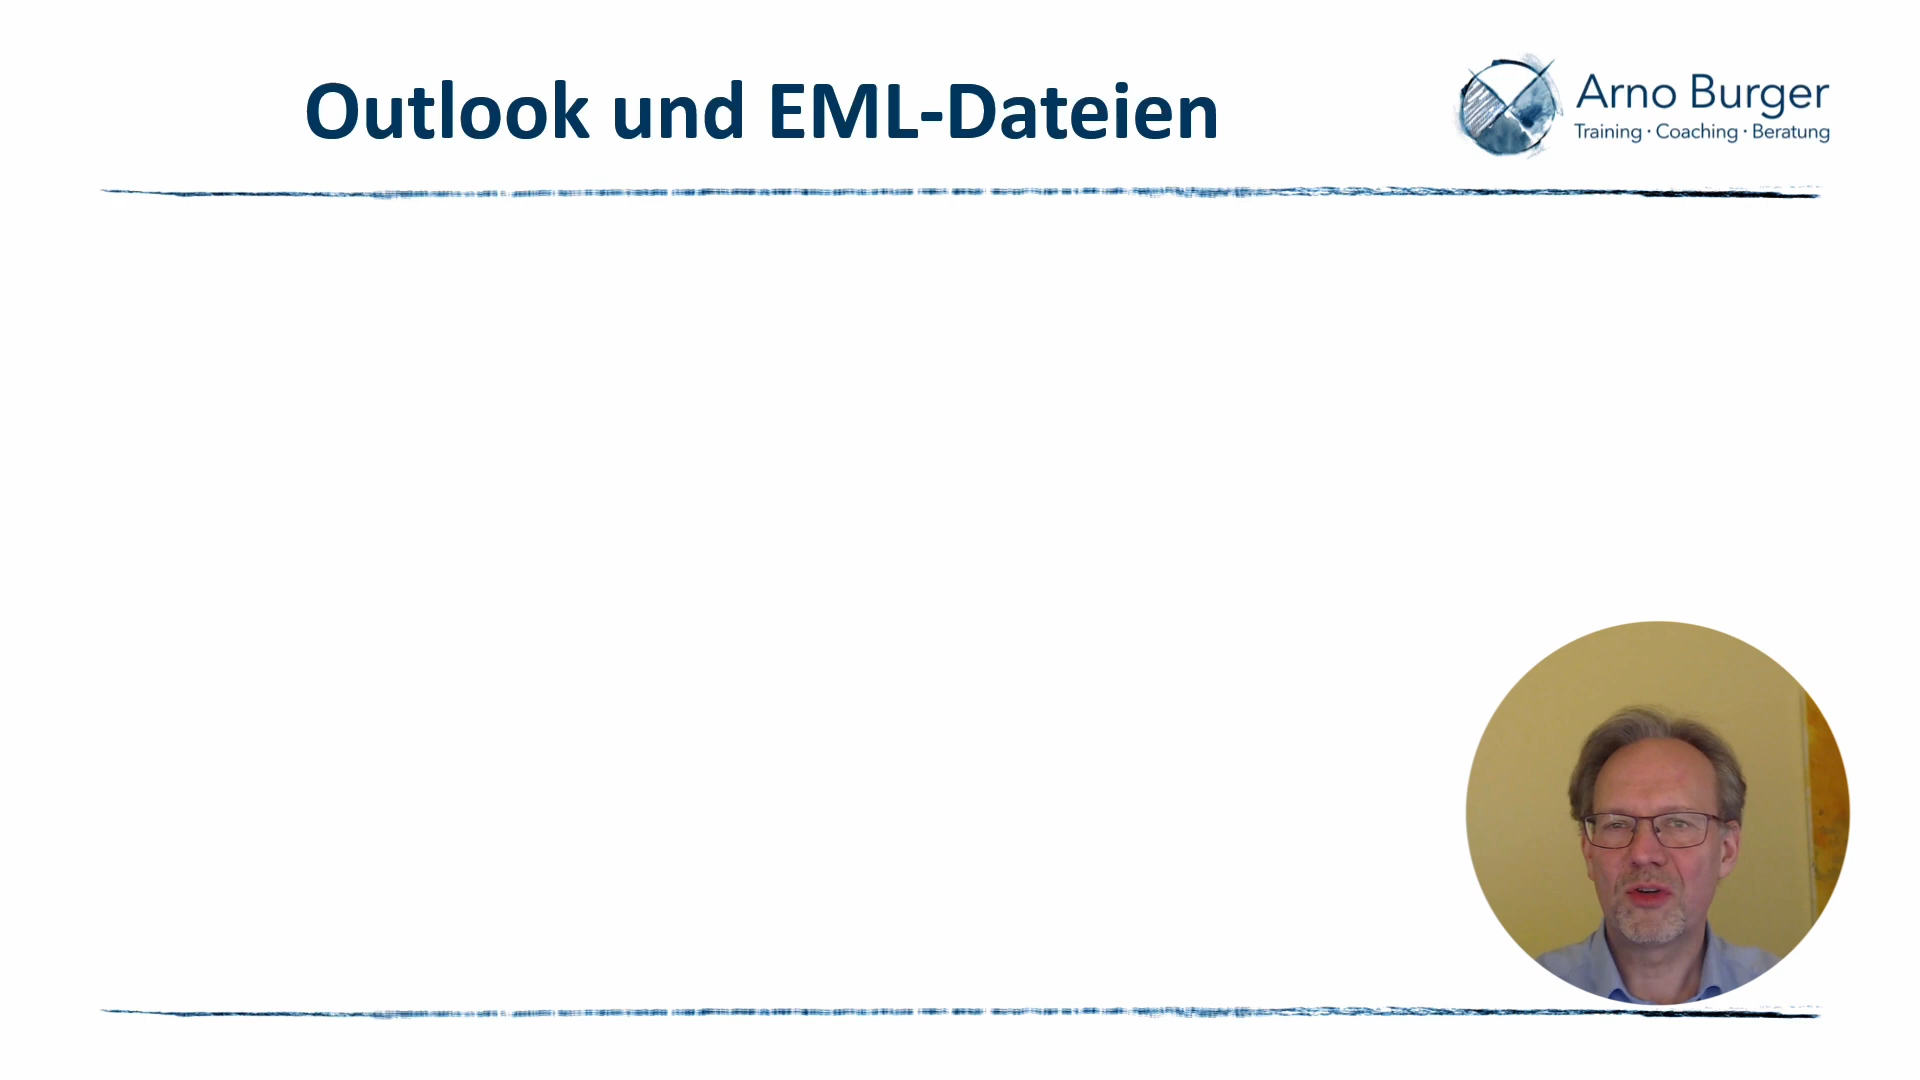 Outlook und EML-Dateien
Arno Burger
Training · Coaching · Beratung